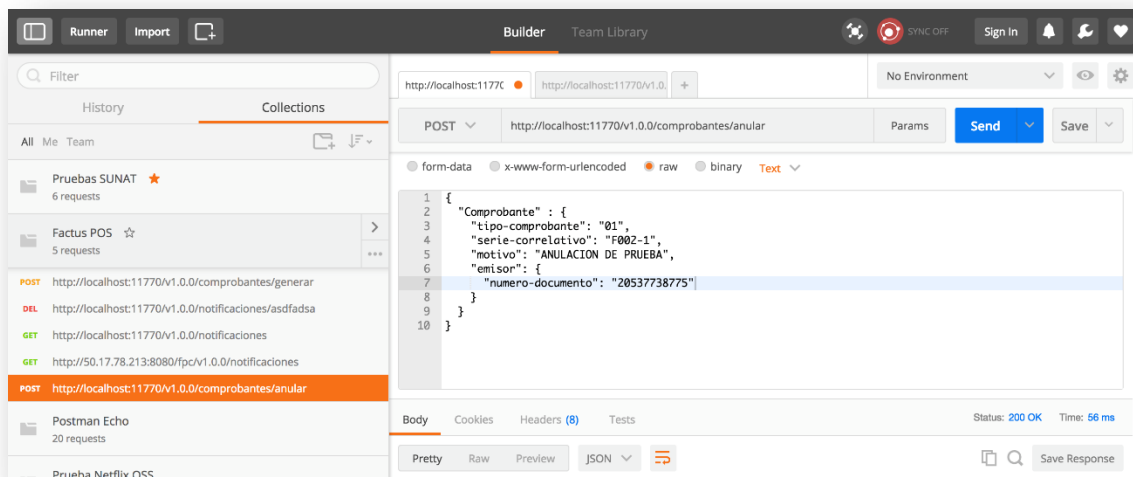 Runner Import Builder Team Library SYNC OFF Sign In
Filter
History Collections
All Me Team
Pruebas SUNAT
6 requests
Factus POS
5 requests
POST http://localhost:11770/v1.0.0/comprobantes/generar
DEL http://localhost:11770/v1.0.0/notificaciones/asdfadsa
GET http://localhost:11770/v1.0.0/notificaciones
GET http://50.17.78.213:8080/fpc/v1.0.0/notificaciones
POST http://localhost:11770/v1.0.0/comprobantes/anular
Postman Echo
20 requests
Prueba Netflix OSS
http://localhost:1177( http://localhost:11770/v1.0. + No Environment
POST http://localhost:11770/v1.0.0/comprobantes/anular Params Send Save
form-data x-www-form-urlencoded raw binary Text
1 {
2 "Comprobante" : {
3 "tipo-comprobante": "01",
4 "serie-correlativo": "F002-1",
5 "motivo": "ANULACION DE PRUEBA",
6 "emisor": {
7 "numero-documento": "20537738775"
8 }
9 }
10 }
Body Cookies Headers (8) Tests Status: 200 OK Time: 56 ms
Pretty Raw Preview JSON Save Response